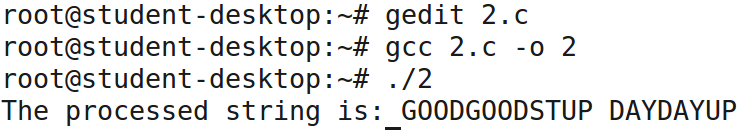 root@student-desktop:~# gedit 2.c
root@student-desktop:~# gcc 2.c -o 2
root@student-desktop:~# ./2
The processed string is:_GOODGOODSTUP DAYDAYUP